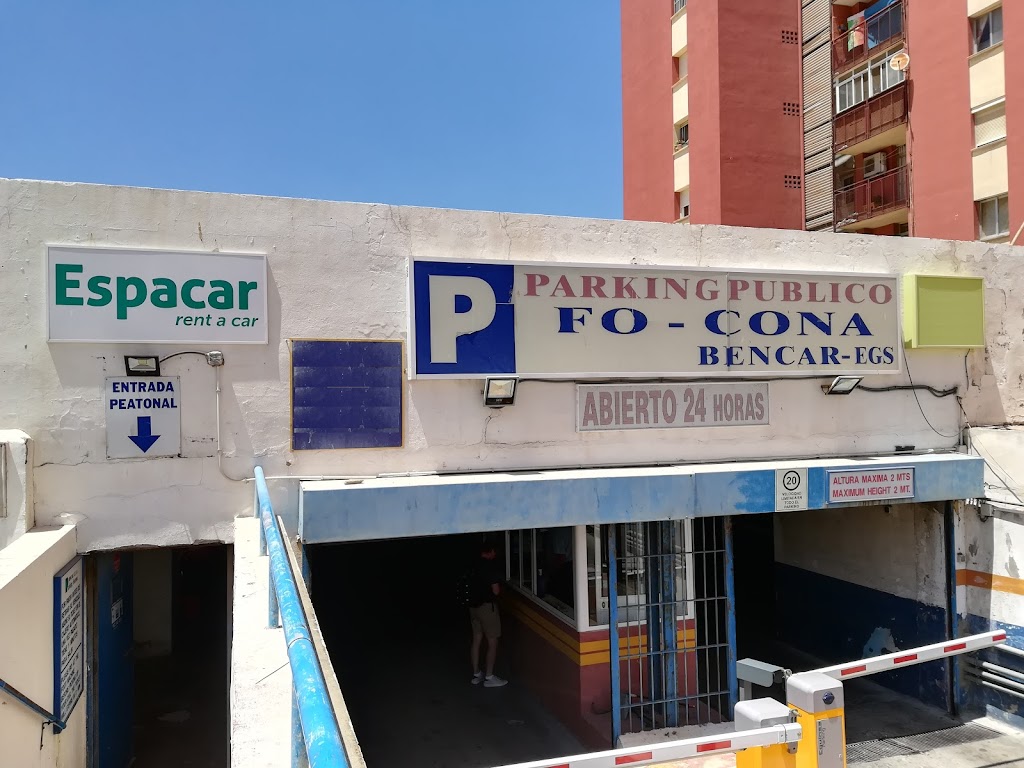 Espacar
rent a car
ENTRADA
PEATONAL
P
PARKING PUBLICO
FO - CONA
BENCAR-EGS
ABIERTO 24 HORAS
20
ALTURA MAXIMA 2 MTS
MAXIMUM HEIGHT 2 MT.